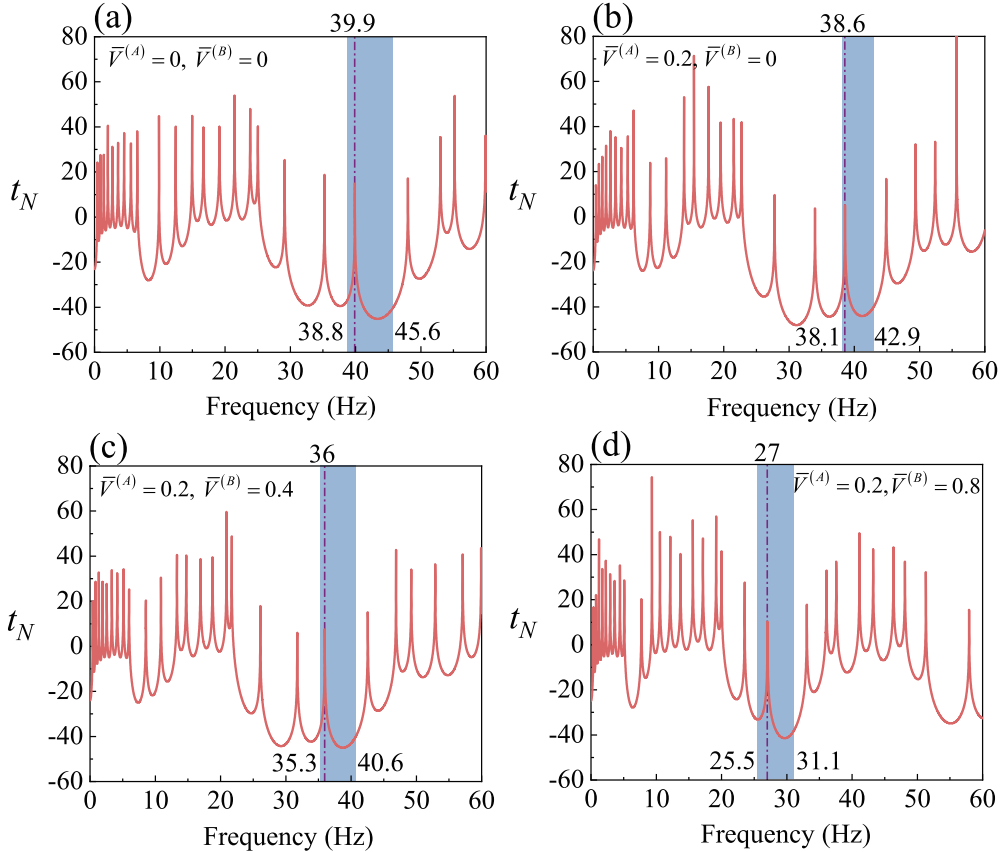 (a)
39.9
V̅⁽ᴬ⁾ = 0, V̅⁽ᴮ⁾ = 0
80
60
40
20
0
-20
-40
-60
t_N
38.8
45.6
0 10 20 30 40 50 60
Frequency (Hz)
(b)
38.6
V̅⁽ᴬ⁾ = 0.2, V̅⁽ᴮ⁾ = 0
80
60
40
20
0
-20
-40
-60
t_N
38.1
42.9
0 10 20 30 40 50 60
Frequency (Hz)
(c)
36
V̅⁽ᴬ⁾ = 0.2, V̅⁽ᴮ⁾ = 0.4
80
60
40
20
0
-20
-40
-60
t_N
35.3
40.6
0 10 20 30 40 50 60
Frequency (Hz)
(d)
27
V̅⁽ᴬ⁾ = 0.2, V̅⁽ᴮ⁾ = 0.8
80
60
40
20
0
-20
-40
-60
t_N
25.5
31.1
0 10 20 30 40 50 60
Frequency (Hz)